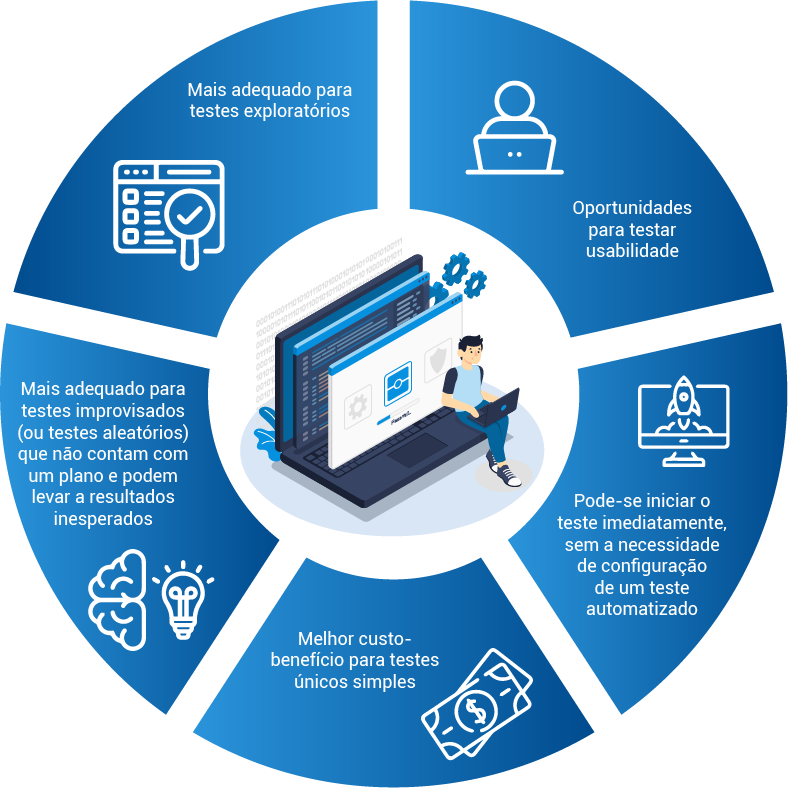 Mais adequado para
testes exploratórios
Oportunidades
para testar
usabilidade
Mais adequado para
testes improvisados
(ou testes aleatórios)
que não contam com
um plano e podem
levar a resultados
inesperados
Pode-se iniciar o
teste imediatamente,
sem a necessidade
de configuração
de um teste
automatizado
Melhor custo-
benefício para testes
únicos simples